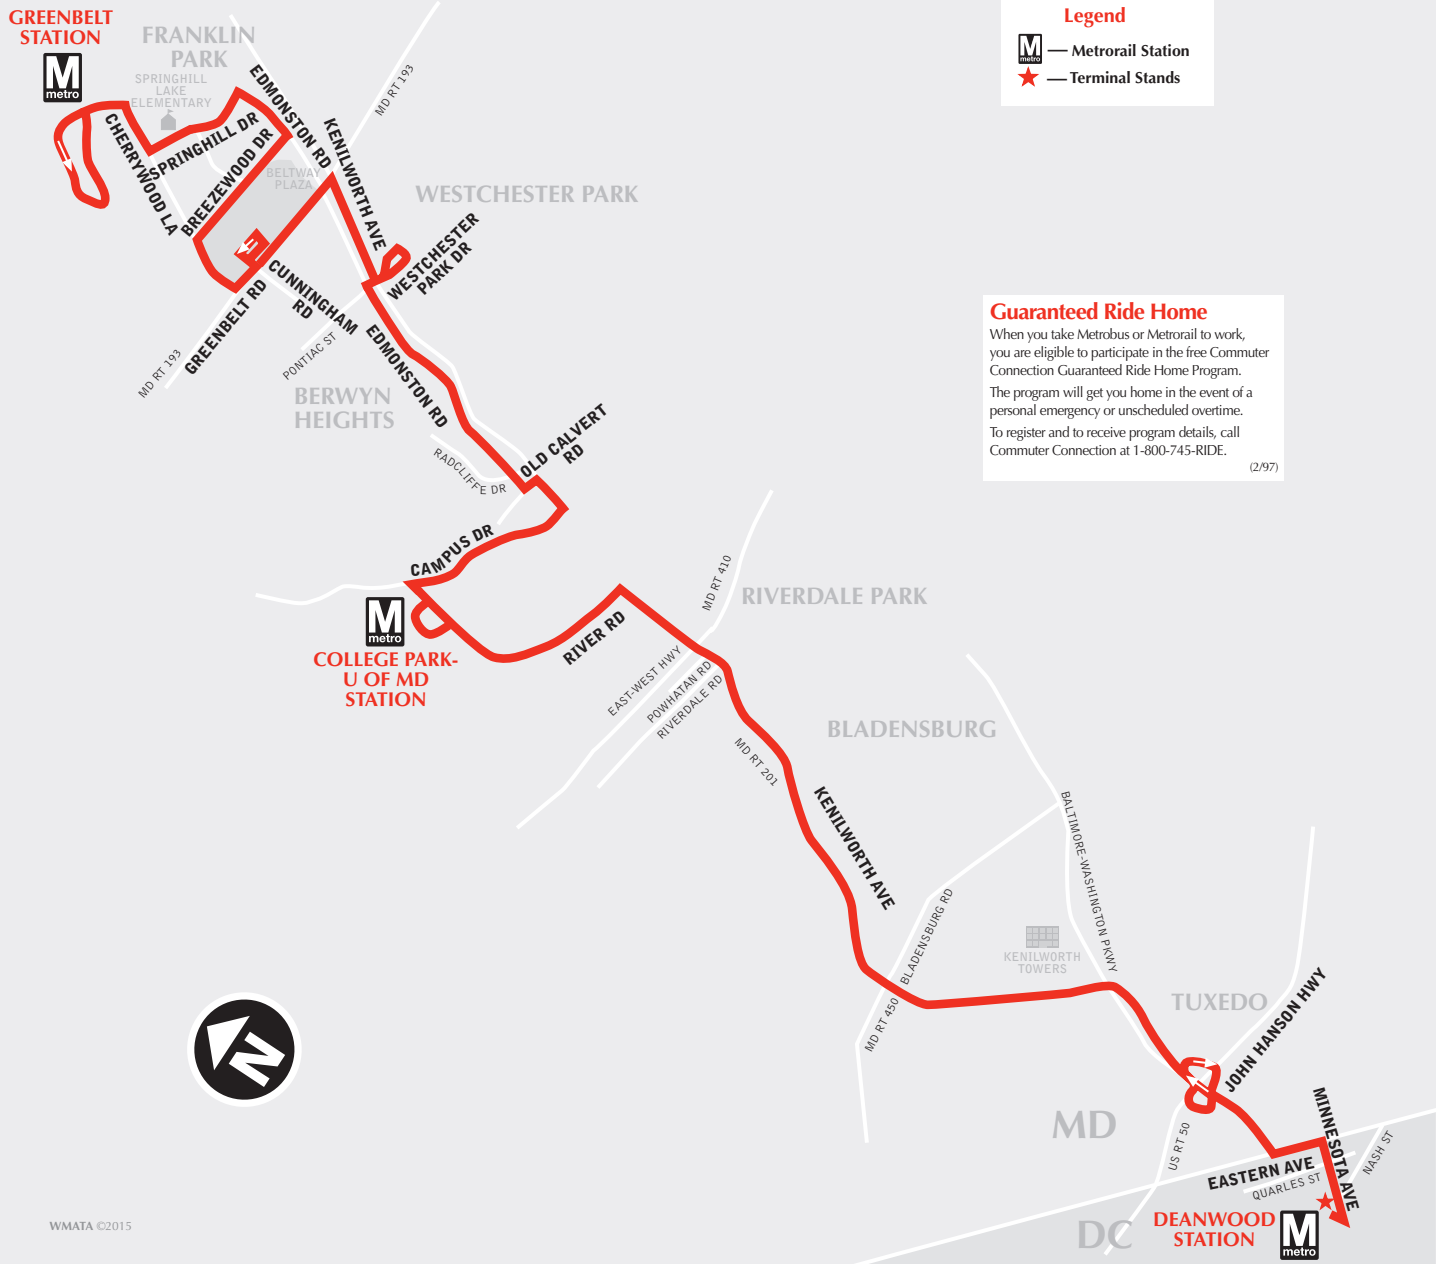 GREENBELT
STATION
M
metro
FRANKLIN
PARK
SPRINGHILL
LAKE
ELEMENTARY
EDMONSTON RD
MD RT 193
KENILWORTH AVE
CHERRYWOOD LA
SPRINGHILL DR
BREEZEWOOD DR
BELTWAY
PLAZA
WESTCHESTER PARK
WESTCHESTER
PARK DR
CUNNINGHAM
RD
GREENBELT RD
MD RT 193
PONTIAC ST
EDMONSTON RD
BERWYN
HEIGHTS
RADCLIFFE DR
OLD CALVERT
RD
CAMPUS DR
M
metro
COLLEGE PARK-
U OF MD
STATION
RIVER RD
MD RT 410
RIVERDALE PARK
EAST-WEST HWY
POWHATAN RD
RIVERDALE RD
MD RT 201
BLADENSBURG
KENILWORTH AVE
BALTIMORE-WASHINGTON PKWY
BLADENSBURG RD
MD RT 450
KENILWORTH
TOWERS
TUXEDO
JOHN HANSON HWY
MD
US RT 50
MINNESOTA AVE
NASH ST
EASTERN AVE
QUARLES ST
DC
DEANWOOD
STATION
M
metro
Legend
M
metro
— Metrorail Station
— Terminal Stands
Guaranteed Ride Home
When you take Metrobus or Metrorail to work,
you are eligible to participate in the free Commuter
Connection Guaranteed Ride Home Program.
The program will get you home in the event of a
personal emergency or unscheduled overtime.
To register and to receive program details, call
Commuter Connection at 1-800-745-RIDE.
(2/97)
N
WMATA ©2015